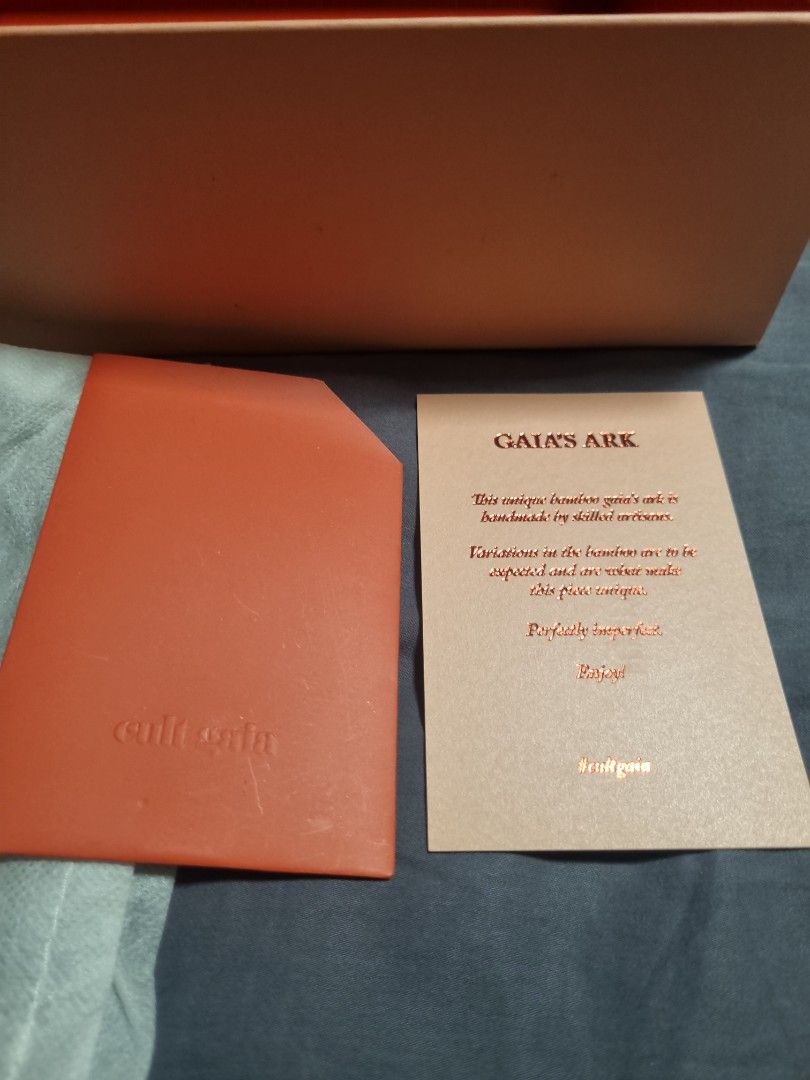 cult gaia
GAIA'S ARK
This unique bamboo gaia's ark is
handmade by skilled artisans.
Variations in the bamboo are to be
expected and are what make
this piece unique.
Perfectly imperfect.
Enjoy!
#cultgaia